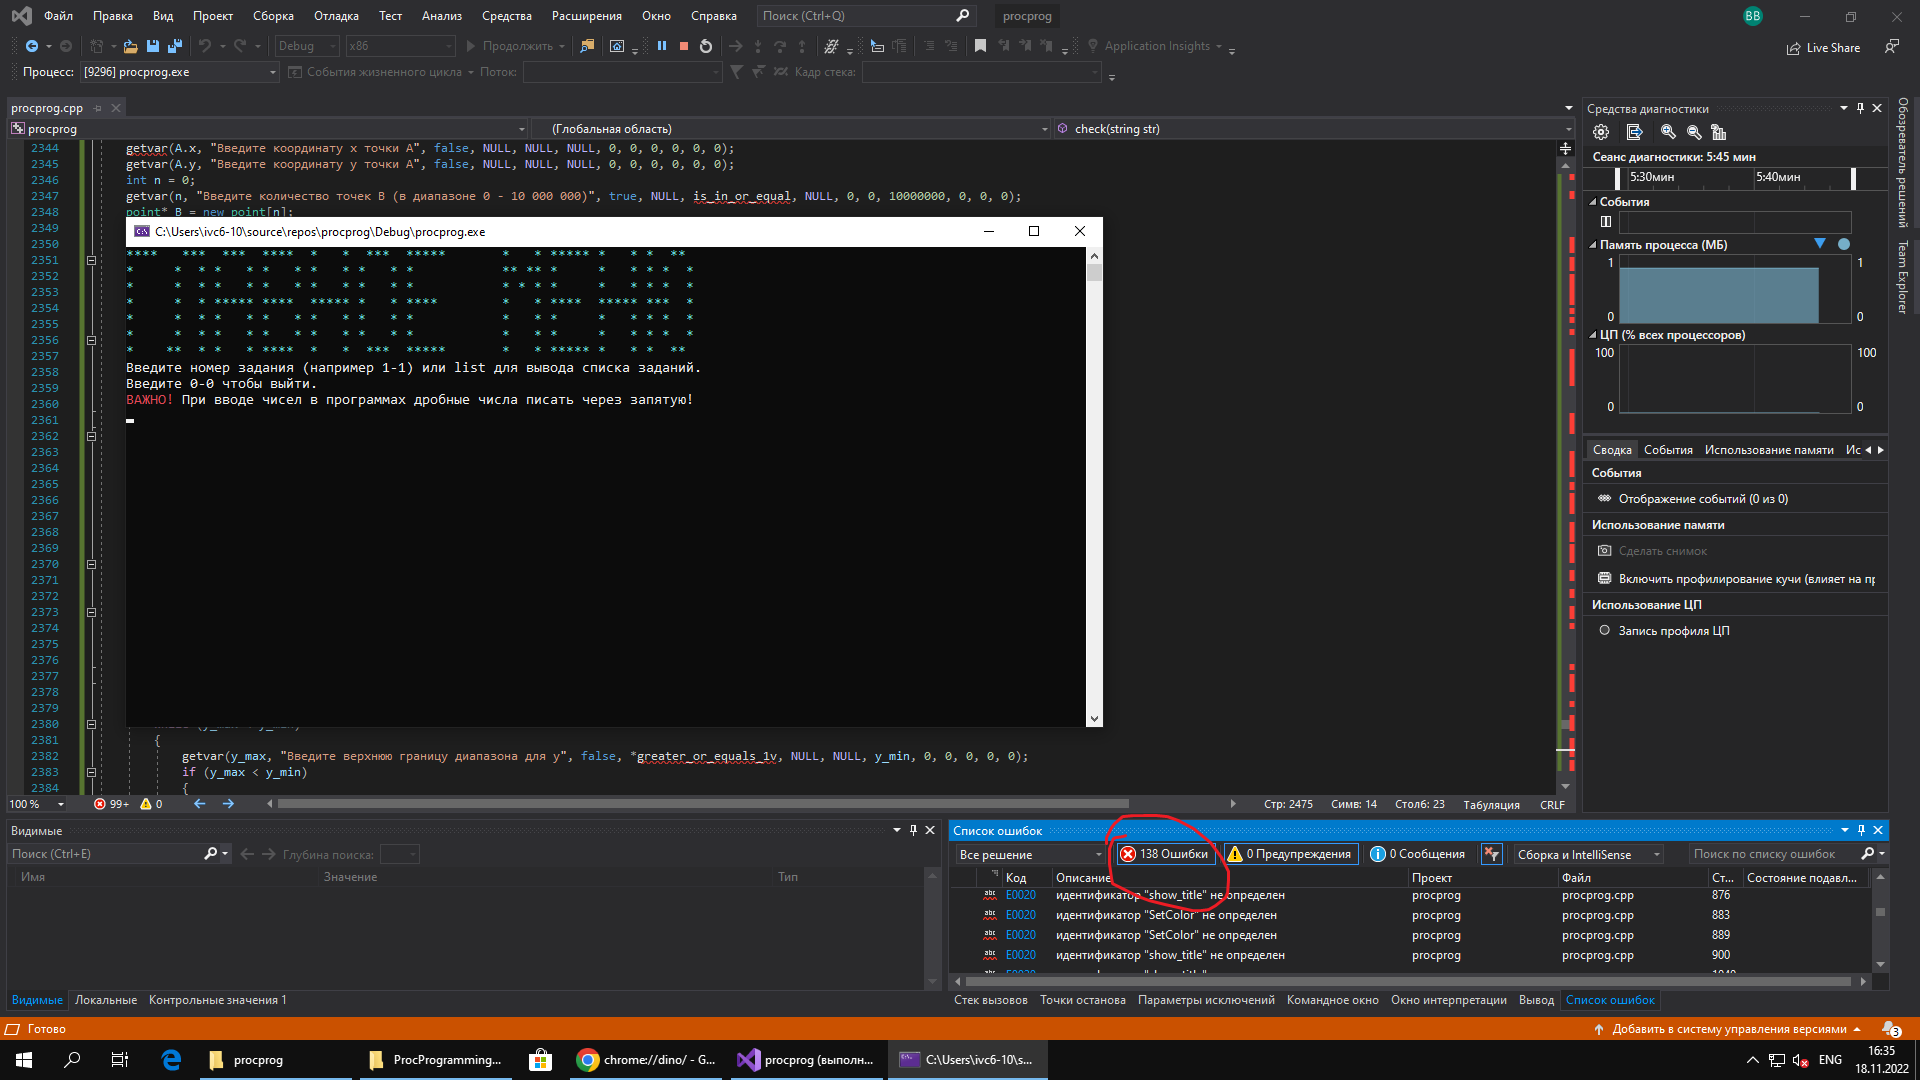 Файл Правка Вид Проект Сборка Отладка Тест Анализ Средства Расширения Окно Справка Поиск (Ctrl+Q) procprog BB
Debug x86 Продолжить Application Insights Live Share
Процесс: [9296] procprog.exe События жизненного цикла Поток: Кадр стека:
procprog.cpp
procprog (Глобальная область) check(string str)
2344 getvar(A.x, "Введите координату x точки A", false, NULL, NULL, NULL, 0, 0, 0, 0, 0, 0);
2345 getvar(A.y, "Введите координату y точки A", false, NULL, NULL, NULL, 0, 0, 0, 0, 0, 0);
2346 int n = 0;
2347 getvar(n, "Введите количество точек B (в диапазоне 0 - 10 000 000)", true, NULL, is_in_or_equal, NULL, 0, 0, 10000000, 0, 0, 0);
2348 point* B = new point[n];
2349
2350
2351
2352
2353
2354
2355
2356
2357
2358
2359
2360
2361
2362
2363
2364
2365
2366
2367
2368
2369
2370
2371
2372
2373
2374
2375
2376
2377
2378
2379
2380
2381 {
2382 getvar(y_max, "Введите верхнюю границу диапазона для y", false, *greater_or_equals_1v, NULL, NULL, y_min, 0, 0, 0, 0, 0);
2383 if (y_max < y_min)
2384 {
C:\Users\ivc6-10\source\repos\procprog\Debug\procprog.exe
Введите номер задания (например 1-1) или list для вывода списка заданий.
Введите 0-0 чтобы выйти.
ВАЖНО! При вводе чисел в программах дробные числа писать через запятую!
100 % 99+ 0 Стр: 2475 Симв: 14 Столб: 23 Табуляция CRLF
Средства диагностики
Сеанс диагностики: 5:45 мин
5:30мин 5:40мин
События
Память процесса (МБ)
1 1
0 0
ЦП (% всех процессоров)
100 100
0 0
Сводка События Использование памяти Ис
События
Отображение событий (0 из 0)
Использование памяти
Сделать снимок
Включить профилирование кучи (влияет на пр
Использование ЦП
Запись профиля ЦП
Обозреватель решений
Team Explorer
Видимые
Поиск (Ctrl+E) Глубина поиска:
Имя Значение Тип
Видимые Локальные Контрольные значения 1
Список ошибок
Все решение 138 Ошибки 0 Предупреждения 0 Сообщения Сборка и IntelliSense Поиск по списку ошибок
Код Описание Проект Файл Ст... Состояние подавл...
E0020 идентификатор "show_title" не определен procprog procprog.cpp 876
E0020 идентификатор "SetColor" не определен procprog procprog.cpp 883
E0020 идентификатор "SetColor" не определен procprog procprog.cpp 889
E0020 идентификатор "show_title" не определен procprog procprog.cpp 900
Стек вызовов Точки останова Параметры исключений Командное окно Окно интерпретации Вывод Список ошибок
Готово Добавить в систему управления версиями 3
procprog ProcProgramming... chrome://dino/ - G... procprog (выполн... C:\Users\ivc6-10\s... ENG 16:35
18.11.2022